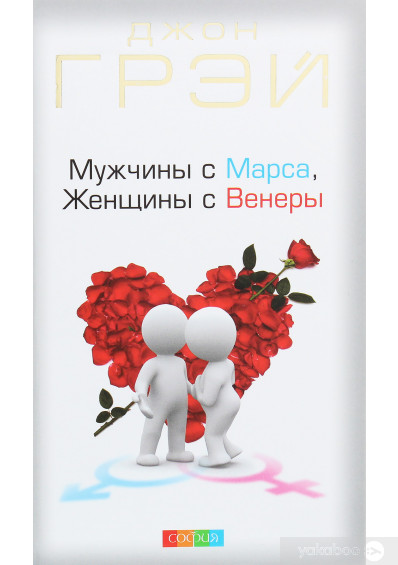 ДЖОН
ГРЭЙ
Мужчины с Марса,
Женщины с Венеры
СОФИЯ
yakaboo